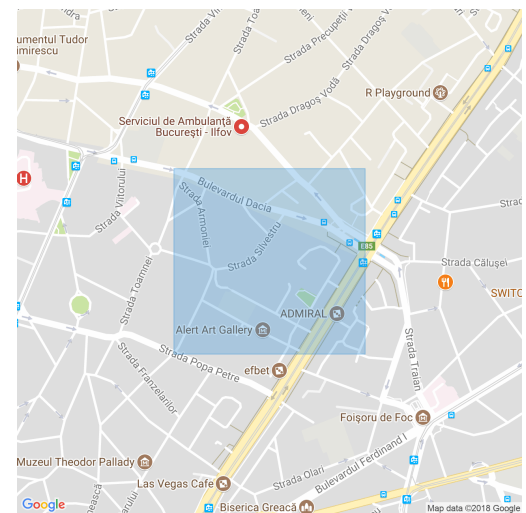 umentul Tudor
imirescu
Strada Vii
Strada Toa
Strada Precupeții V
Strada Dragoș Vodă
Strada Dragoș Vodă
R Playground
Serviciul de Ambulanță
București - Ilfov
H
Strada Viitorului
Bulevardul Dacia
Strada Armoniei
Strada Silvestru
E85
Strada Toamnei
Strada Călușei
SWITC
ADMIRAL
Alert Art Gallery
Strada Popa Petre
efbet
Strada Traian
Strada Franzelarilor
Foișoru de Foc
Muzeul Theodor Pallady
Bulevardul Ferdinand I
Strada Olari
Las Vegas Cafe
Biserica Greacă
Google
Map data ©2018 Google